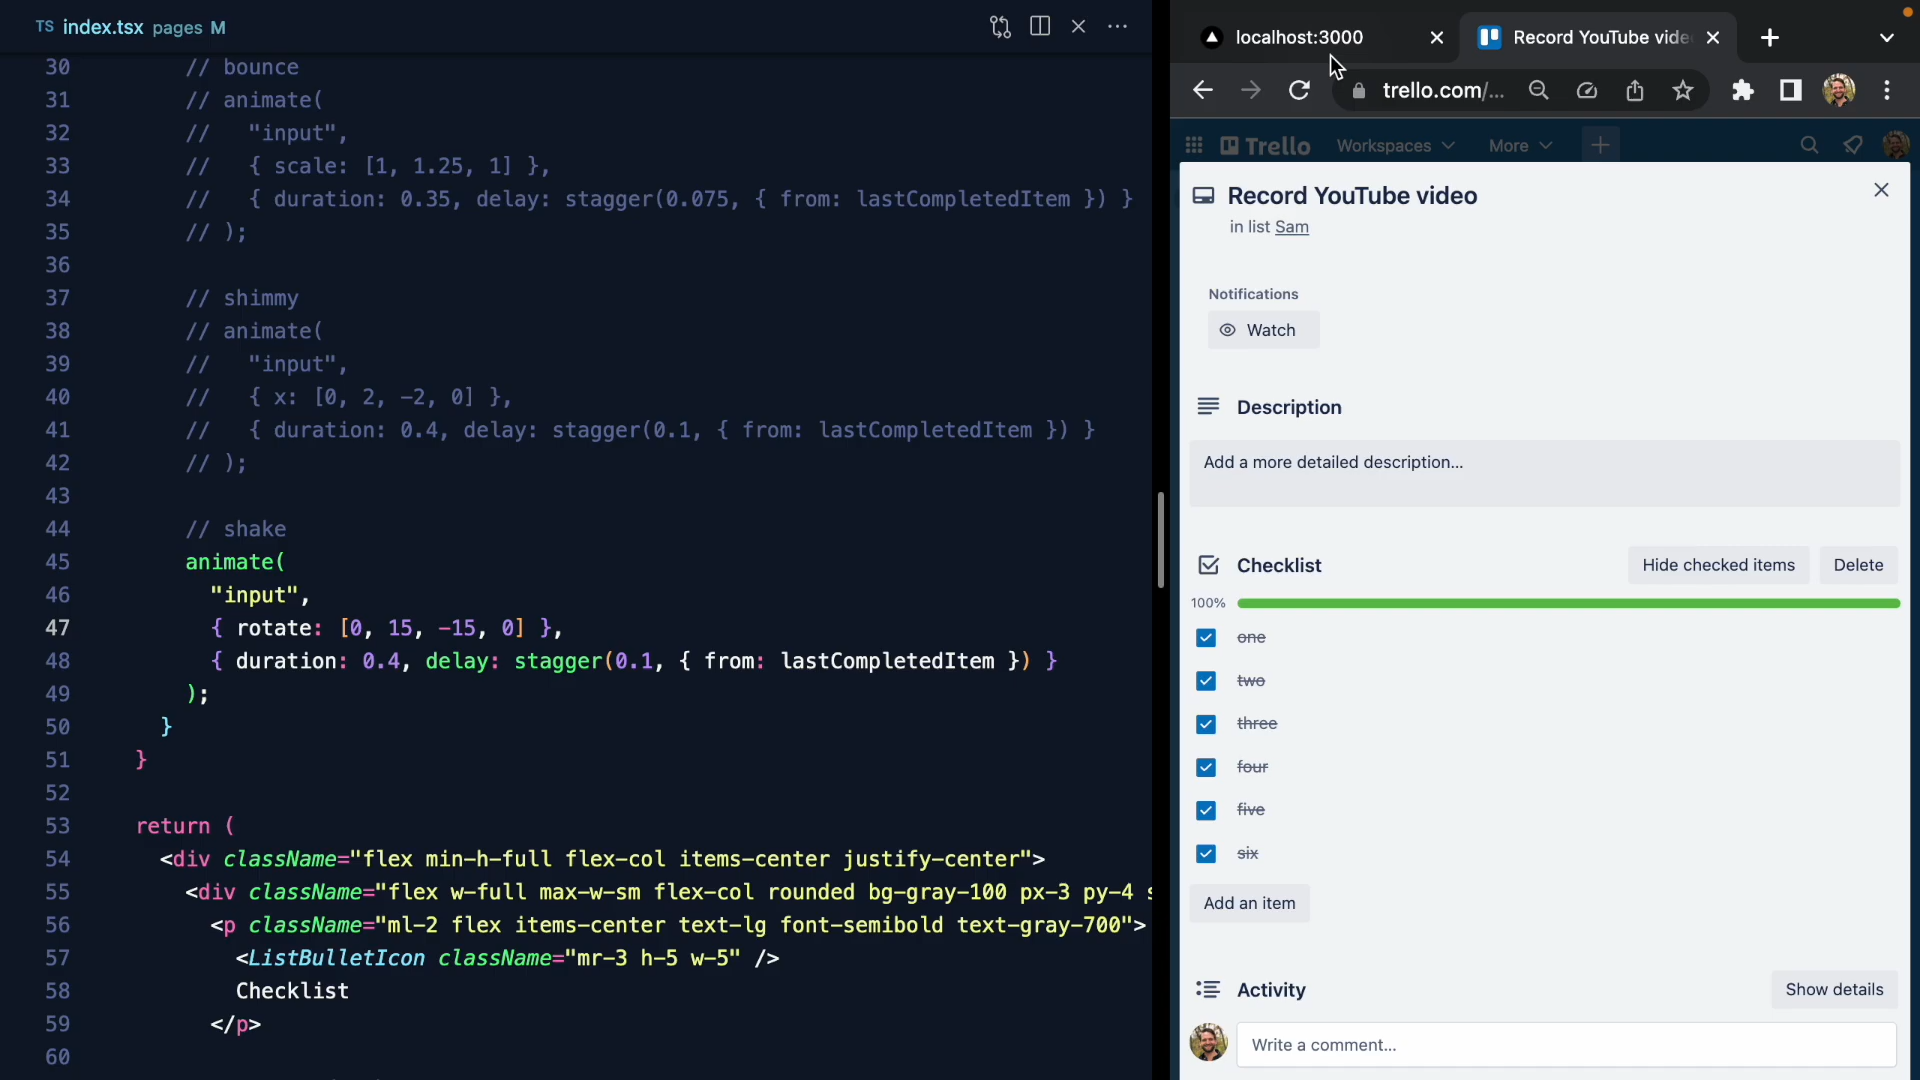 TS index.tsx pages M
30 // bounce
31 // animate(
32 // "input",
33 // { scale: [1, 1.25, 1] },
34 // { duration: 0.35, delay: stagger(0.075, { from: lastCompletedItem }) }
35 // );
36
37 // shimmy
38 // animate(
39 // "input",
40 // { x: [0, 2, -2, 0] },
41 // { duration: 0.4, delay: stagger(0.1, { from: lastCompletedItem }) }
42 // );
43
44 // shake
45 animate(
46 "input",
47 { rotate: [0, 15, -15, 0] },
48 { duration: 0.4, delay: stagger(0.1, { from: lastCompletedItem }) }
49 );
50 }
51 }
52
53 return (
54 <div className="flex min-h-full flex-col items-center justify-center">
55 <div className="flex w-full max-w-sm flex-col rounded bg-gray-100 px-3 py-4 s
56 <p className="ml-2 flex items-center text-lg font-semibold text-gray-700">
57 <ListBulletIcon className="mr-3 h-5 w-5" />
58 Checklist
59 </p>
60
localhost:3000
Record YouTube vide
trello.com/...
Trello Workspaces More
Record YouTube video
in list Sam
Notifications
Watch
Description
Add a more detailed description...
Checklist Hide checked items Delete
100%
one
two
three
four
five
six
Add an item
Activity Show details
Write a comment...